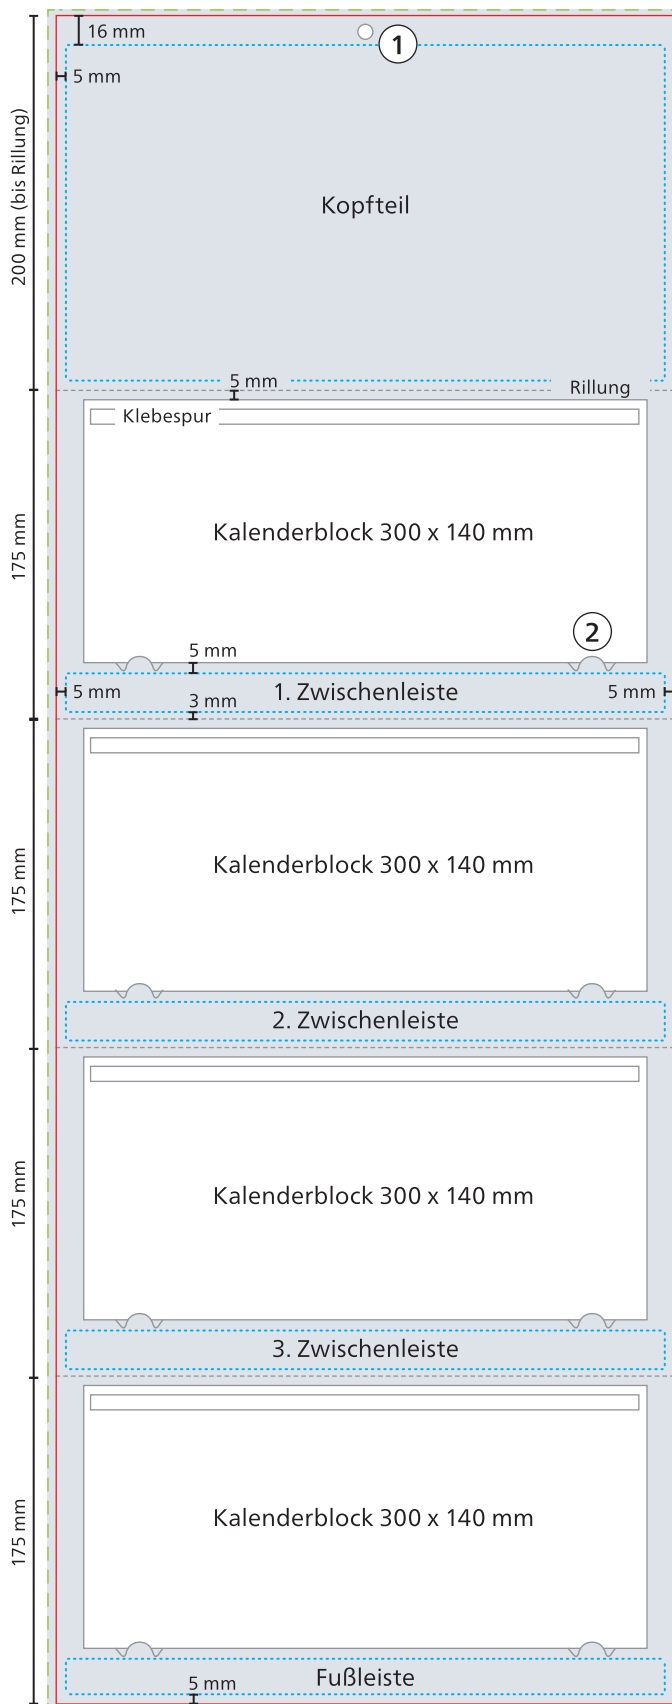 16 mm
1
5 mm
200 mm (bis Rillung)
Kopfteil
5 mm
Rillung
Klebespur
175 mm
Kalenderblock 300 x 140 mm
2
5 mm
5 mm
1. Zwischenleiste
5 mm
3 mm
175 mm
Kalenderblock 300 x 140 mm
2. Zwischenleiste
175 mm
Kalenderblock 300 x 140 mm
3. Zwischenleiste
175 mm
Kalenderblock 300 x 140 mm
Fußleiste
5 mm